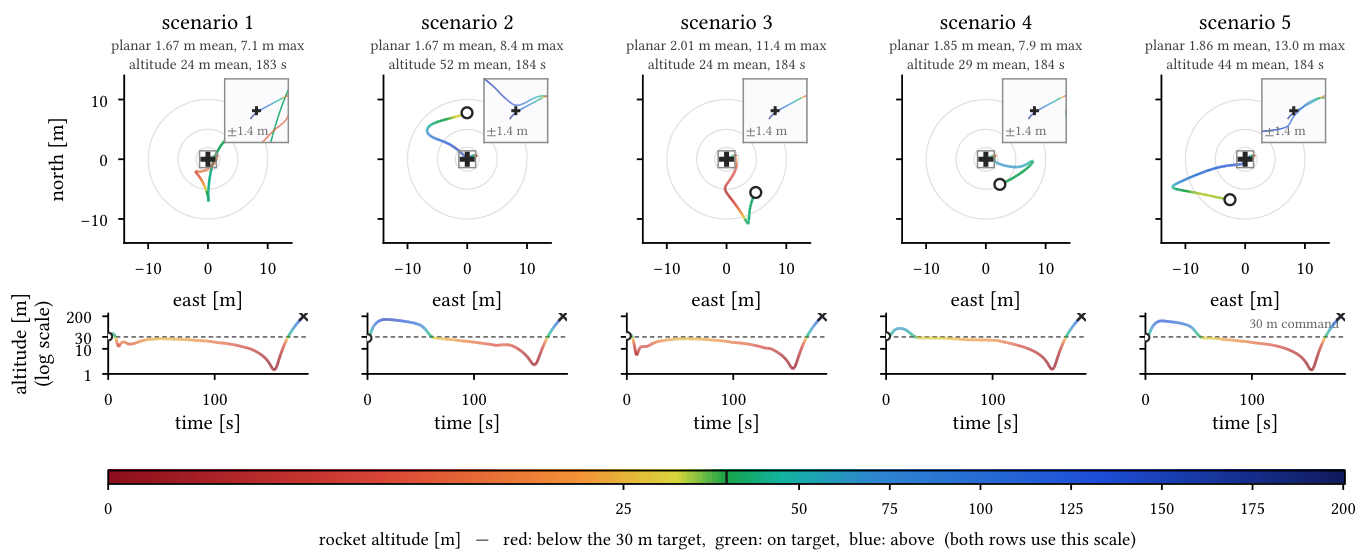 scenario 1
planar 1.67 m mean, 7.1 m max
altitude 24 m mean, 183 s
scenario 2
planar 1.67 m mean, 8.4 m max
altitude 52 m mean, 184 s
scenario 3
planar 2.01 m mean, 11.4 m max
altitude 24 m mean, 184 s
scenario 4
planar 1.85 m mean, 7.9 m max
altitude 29 m mean, 184 s
scenario 5
planar 1.86 m mean, 13.0 m max
altitude 44 m mean, 184 s
north [m]
10
0
−10
±1.4 m
±1.4 m
±1.4 m
±1.4 m
±1.4 m
−10 0 10
−10 0 10
−10 0 10
−10 0 10
−10 0 10
east [m]
east [m]
east [m]
east [m]
east [m]
altitude [m]
(log scale)
200
30
10
1
30 m command
0 100
0 100
0 100
0 100
0 100
time [s]
time [s]
time [s]
time [s]
time [s]
0 25 50 75 100 125 150 175 200
rocket altitude [m] — red: below the 30 m target, green: on target, blue: above (both rows use this scale)